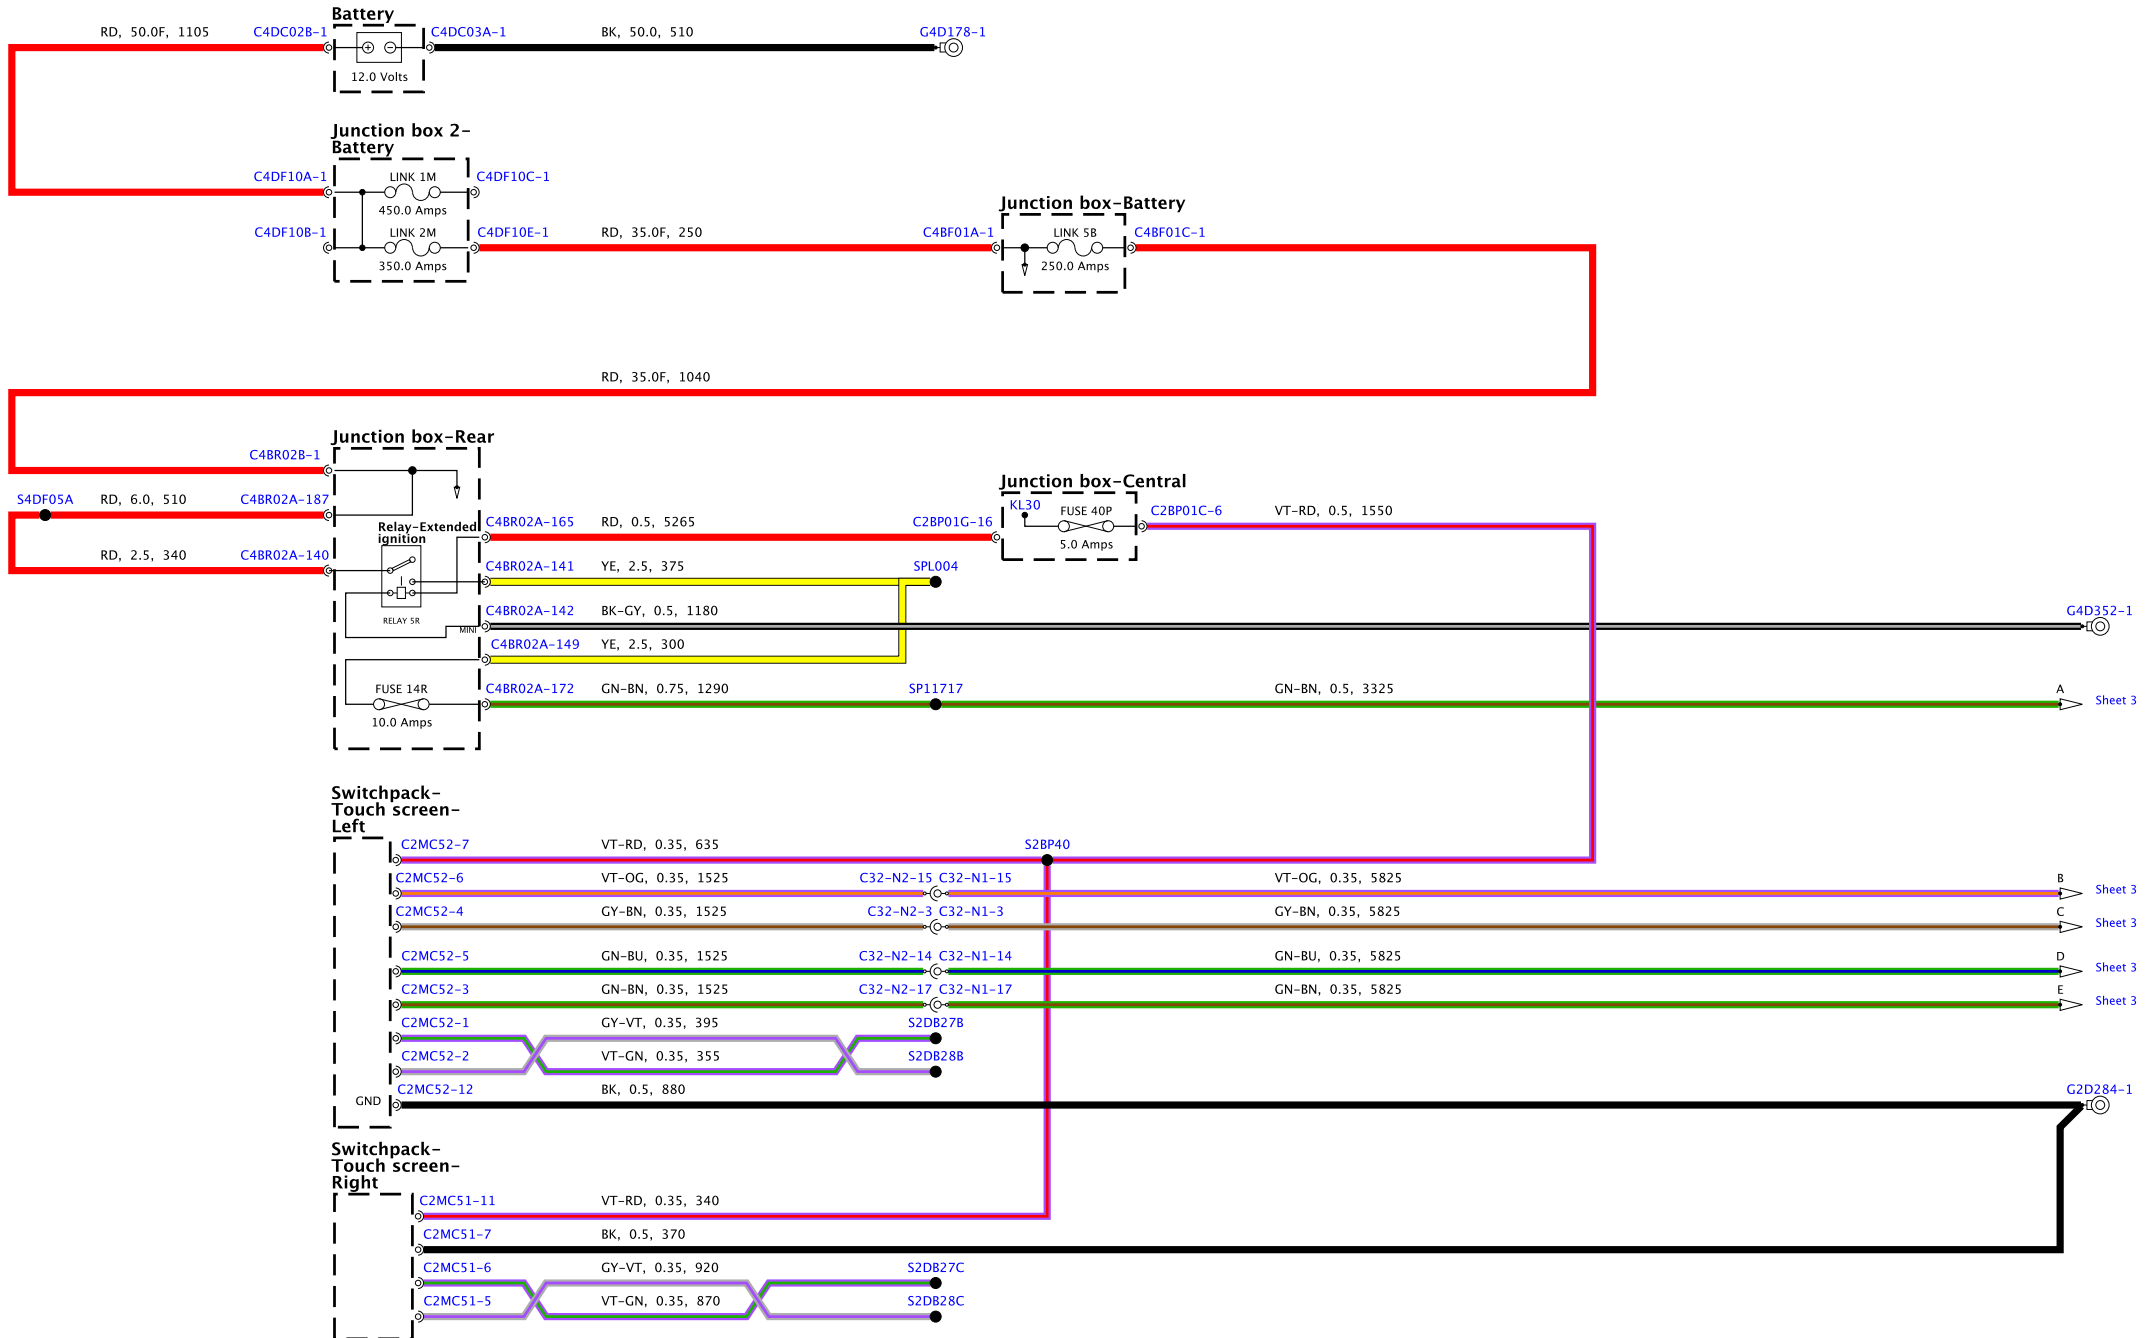 Battery
RD, 50.0F, 1105
C4DC02B-1
C4DC03A-1
BK, 50.0, 510
G4D178-1
12.0 Volts
Junction box 2-
Battery
C4DF10A-1
LINK 1M
C4DF10C-1
450.0 Amps
Junction box-Battery
C4DF10B-1
LINK 2M
C4DF10E-1
RD, 35.0F, 250
C4BF01A-1
LINK 5B
C4BF01C-1
350.0 Amps
250.0 Amps
RD, 35.0F, 1040
Junction box-Rear
C4BR02B-1
Junction box-Central
S4DF05A
RD, 6.0, 510
C4BR02A-187
KL30
FUSE 40P
C2BP01C-6
VT-RD, 0.5, 1550
Relay-Extended
ignition
C4BR02A-165
RD, 0.5, 5265
C2BP01G-16
5.0 Amps
RD, 2.5, 340
C4BR02A-140
C4BR02A-141
YE, 2.5, 375
SPL004
RELAY 5R
MINI
C4BR02A-142
BK-GY, 0.5, 1180
G4D352-1
C4BR02A-149
YE, 2.5, 300
FUSE 14R
C4BR02A-172
GN-BN, 0.75, 1290
SP11717
GN-BN, 0.5, 3325
A
Sheet 3
10.0 Amps
Switchpack-
Touch screen-
Left
C2MC52-7
VT-RD, 0.35, 635
S2BP40
C2MC52-6
VT-OG, 0.35, 1525
C32-N2-15
C32-N1-15
VT-OG, 0.35, 5825
B
Sheet 3
C2MC52-4
GY-BN, 0.35, 1525
C32-N2-3
C32-N1-3
GY-BN, 0.35, 5825
C
Sheet 3
C2MC52-5
GN-BU, 0.35, 1525
C32-N2-14
C32-N1-14
GN-BU, 0.35, 5825
D
Sheet 3
C2MC52-3
GN-BN, 0.35, 1525
C32-N2-17
C32-N1-17
GN-BN, 0.35, 5825
E
Sheet 3
C2MC52-1
GY-VT, 0.35, 395
S2DB27B
C2MC52-2
VT-GN, 0.35, 355
S2DB28B
GND
C2MC52-12
BK, 0.5, 880
G2D284-1
Switchpack-
Touch screen-
Right
C2MC51-11
VT-RD, 0.35, 340
C2MC51-7
BK, 0.5, 370
C2MC51-6
GY-VT, 0.35, 920
S2DB27C
C2MC51-5
VT-GN, 0.35, 870
S2DB28C